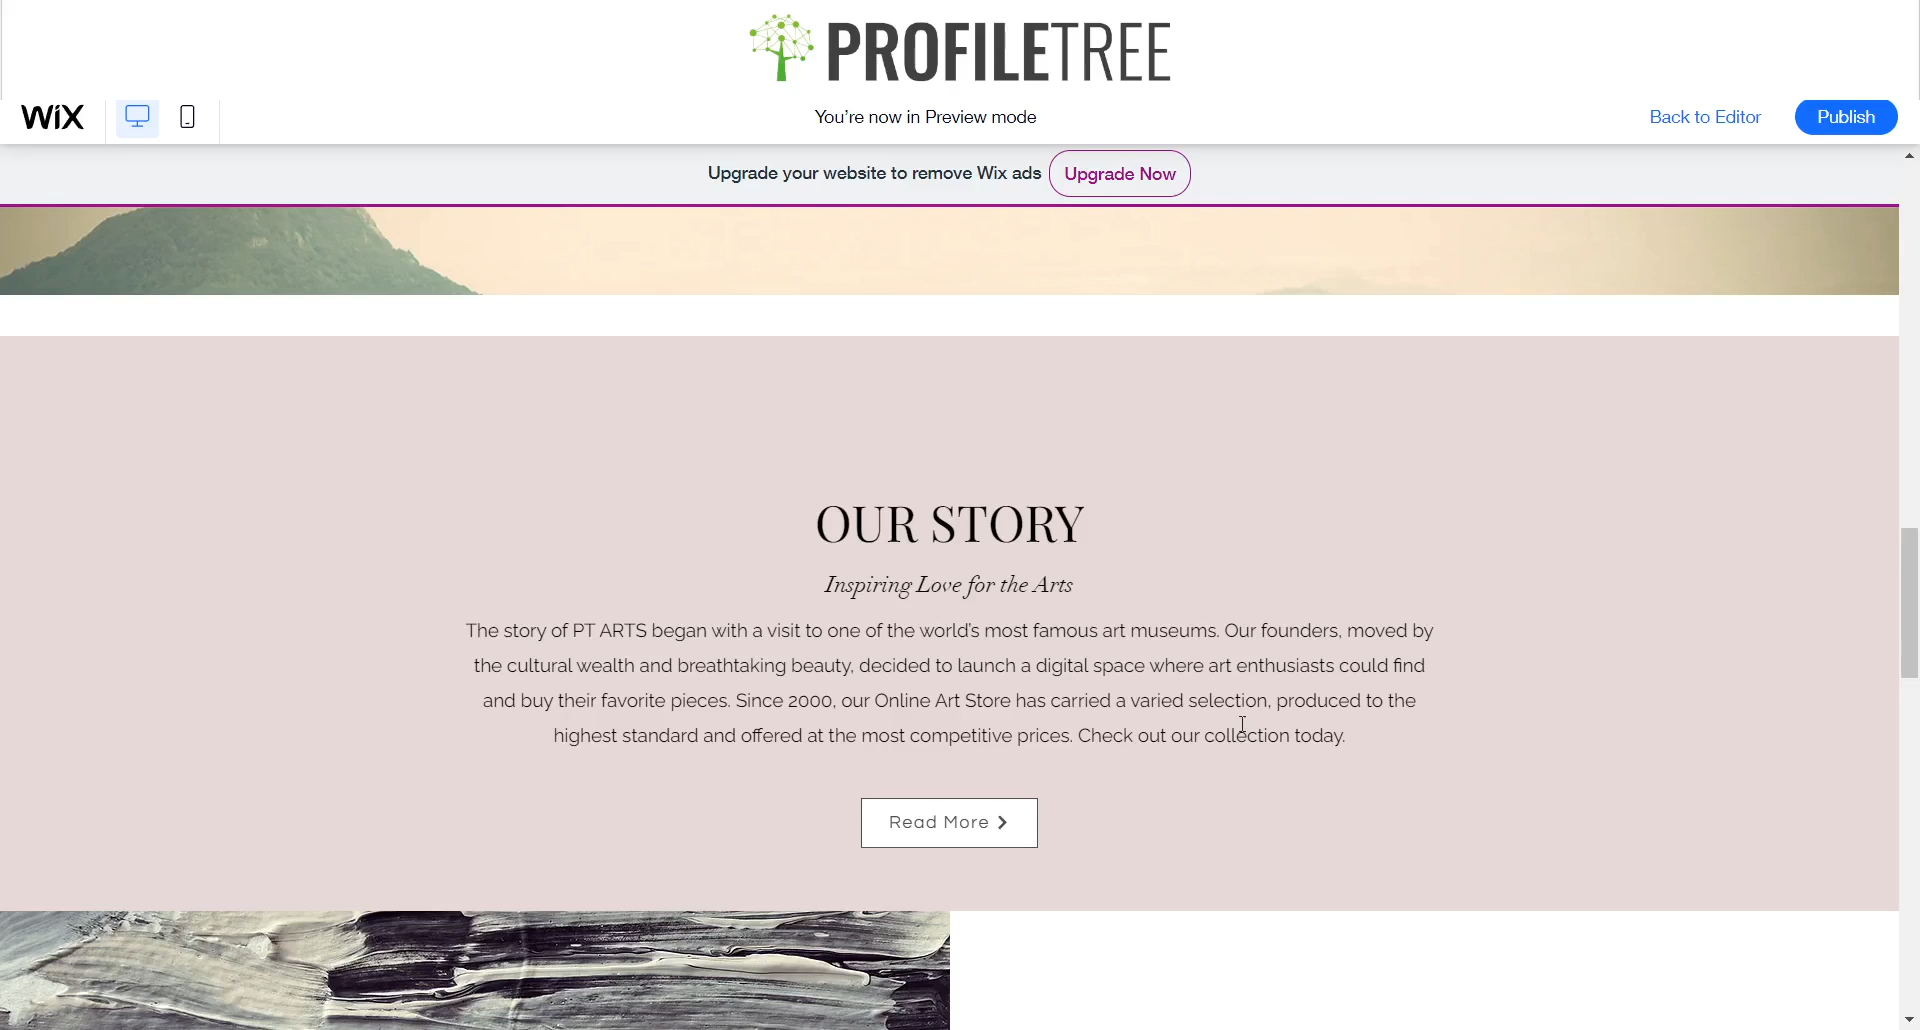 PROFILETREE
WiX
You're now in Preview mode
Back to Editor
Publish
Upgrade your website to remove Wix ads
Upgrade Now
OUR STORY
Inspiring Love for the Arts
The story of PT ARTS began with a visit to one of the world's most famous art museums. Our founders, moved by
the cultural wealth and breathtaking beauty, decided to launch a digital space where art enthusiasts could find
and buy their favorite pieces. Since 2000, our Online Art Store has carried a varied selection, produced to the
highest standard and offered at the most competitive prices. Check out our collection today.
Read More